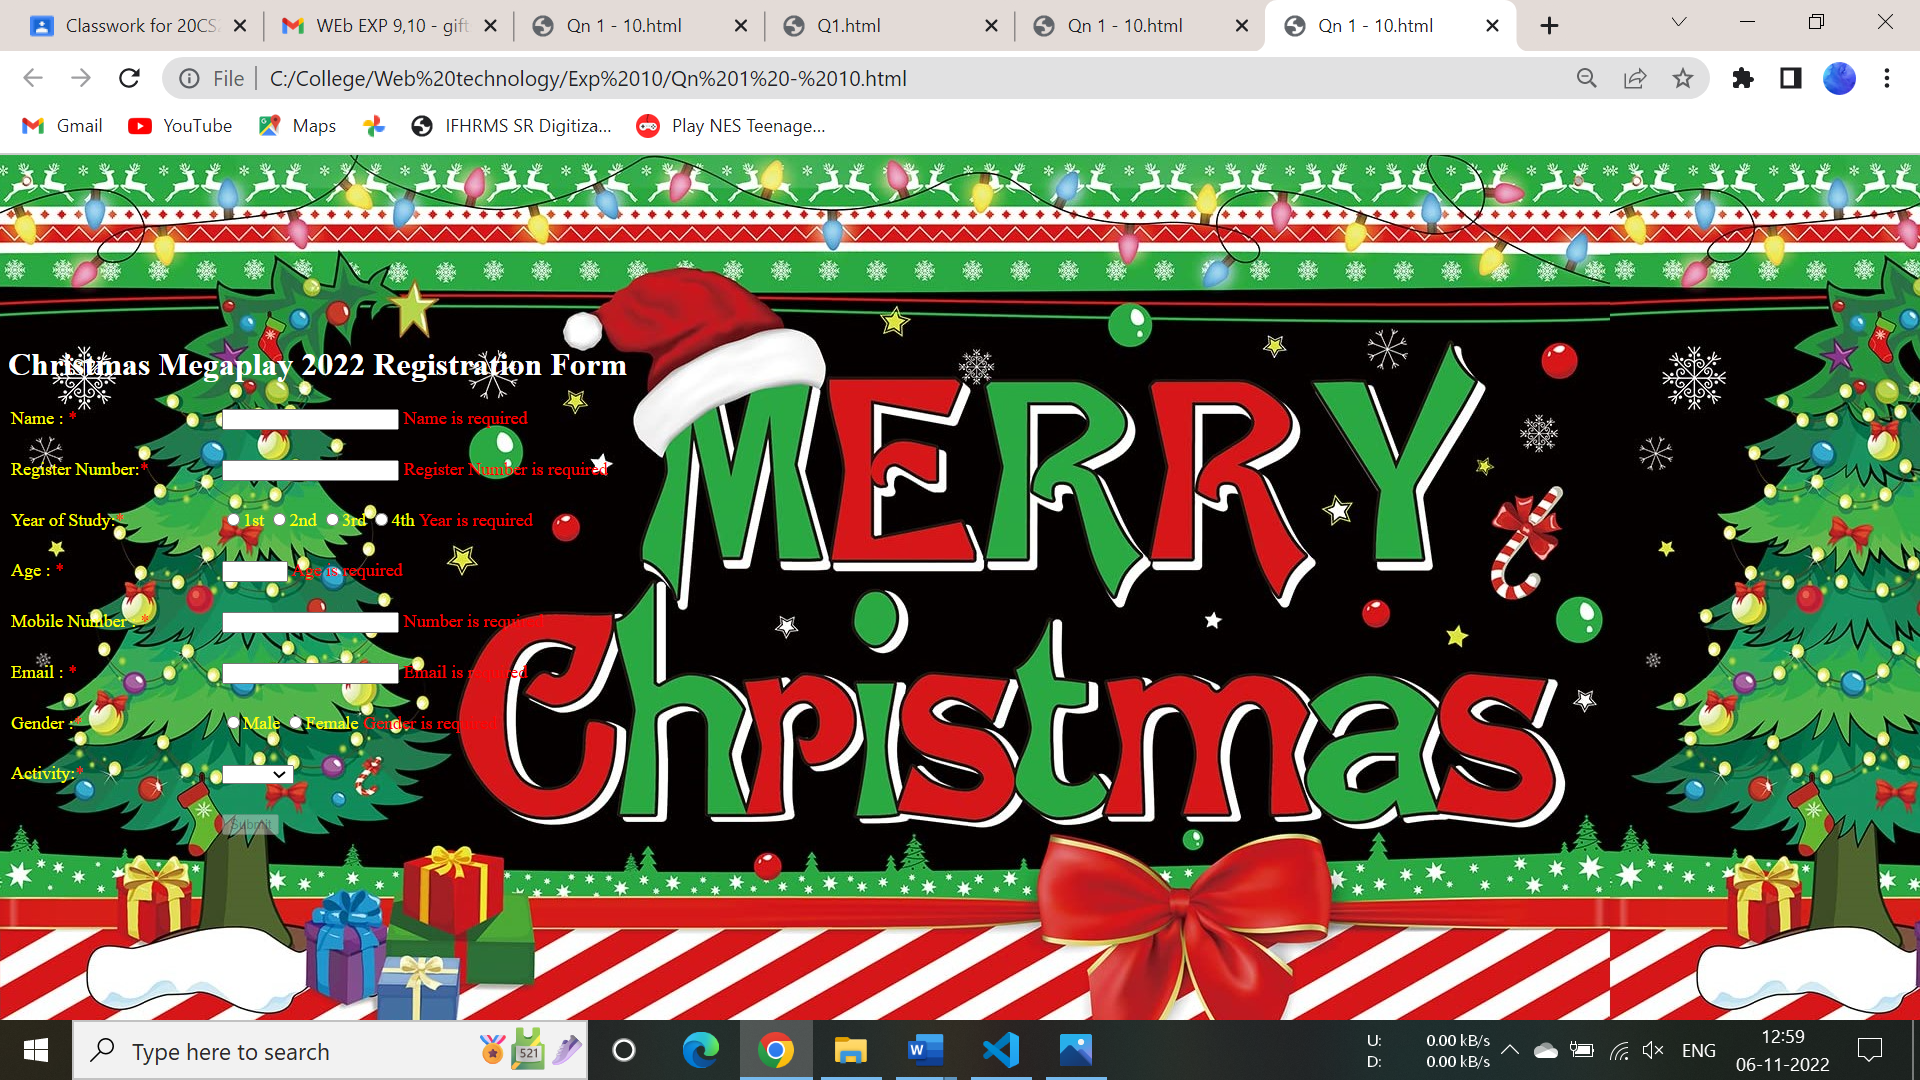 Classwork for 20CS
WEb EXP 9,10 - gift
Qn 1 - 10.html
Q1.html
Qn 1 - 10.html
Qn 1 - 10.html
File
C:/College/Web%20technology/Exp%2010/Qn%201%20-%2010.html
Gmail
YouTube
Maps
IFHRMS SR Digitiza...
Play NES Teenage...
MERRY
Christmas
Christmas Megaplay 2022 Registration Form
Name : * Name is required
Register Number:* Register Number is required
Year of Study:* 1st 2nd 3rd 4th Year is required
Age : * Age is required
Mobile Number : * Number is required
Email : * Email is required
Gender :* Male Female Gender is required
Activity:*
Submit
Type here to search
521
U: 0.00 kB/s
D: 0.00 kB/s
ENG
12:59
06-11-2022